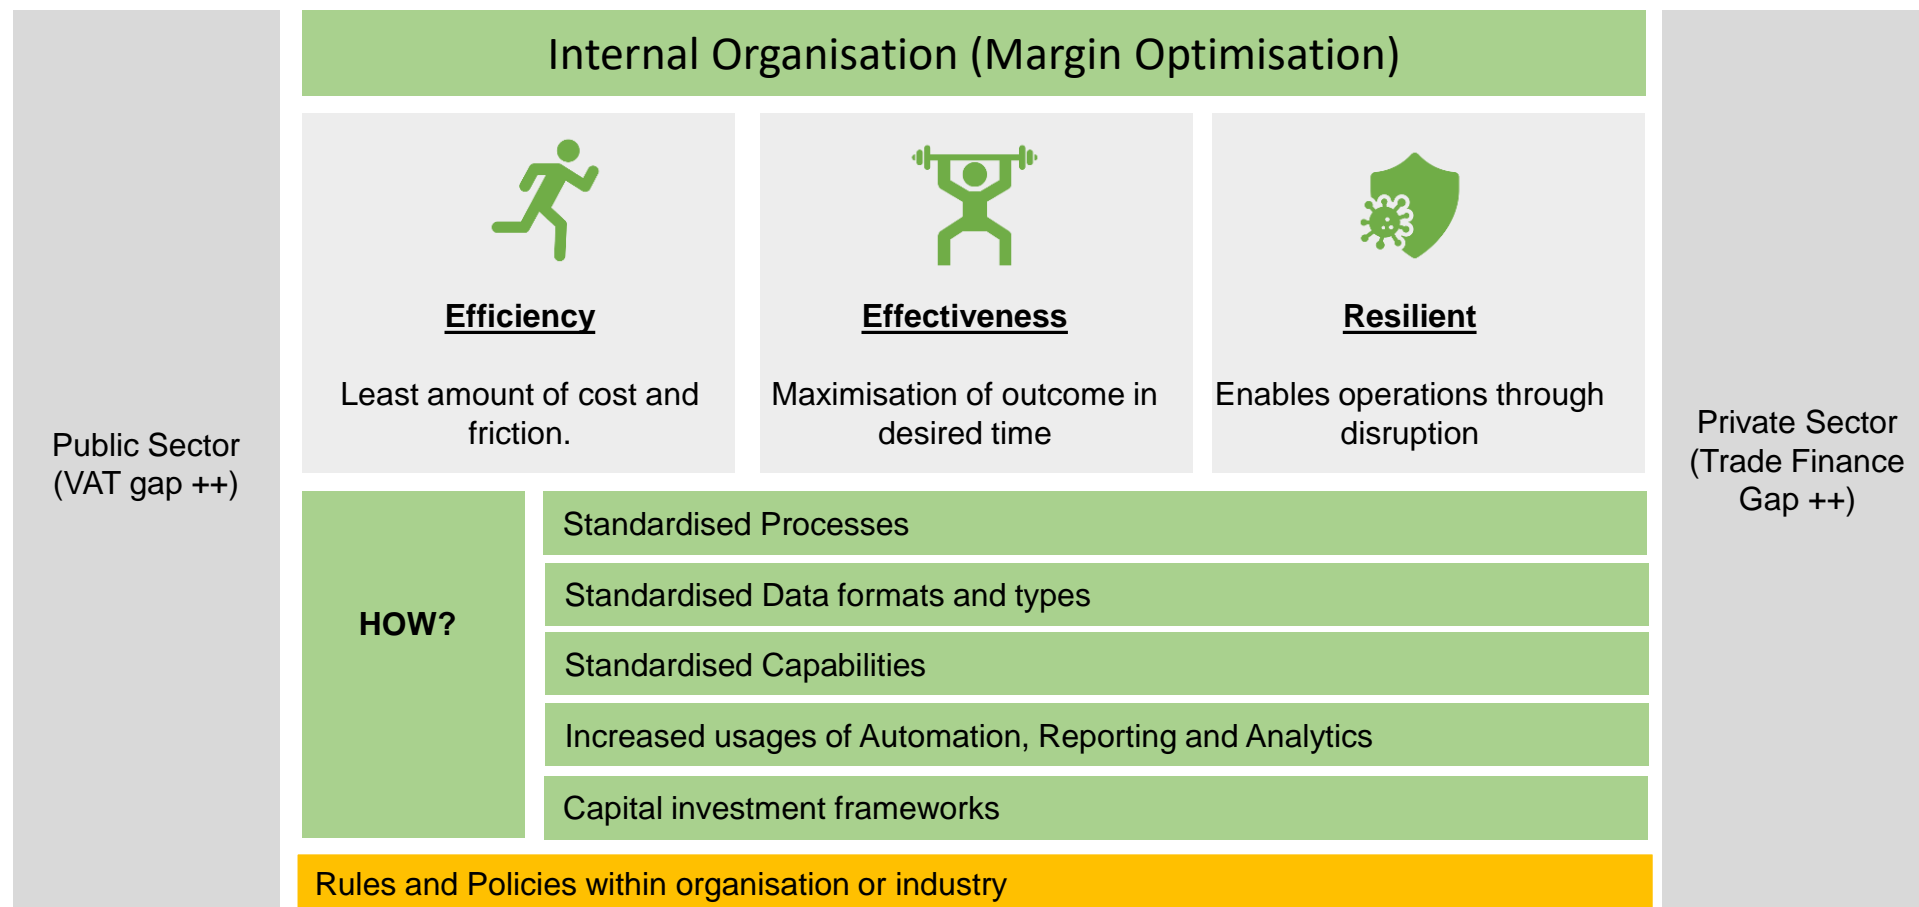 Internal Organisation (Margin Optimisation)
Public Sector
(VAT gap ++)
Efficiency
Least amount of cost and
friction.
Effectiveness
Maximisation of outcome in
desired time
Resilient
Enables operations through
disruption
HOW?
Standardised Processes
Standardised Data formats and types
Standardised Capabilities
Increased usages of Automation, Reporting and Analytics
Capital investment frameworks
Rules and Policies within organisation or industry
Private Sector
(Trade Finance
Gap ++)